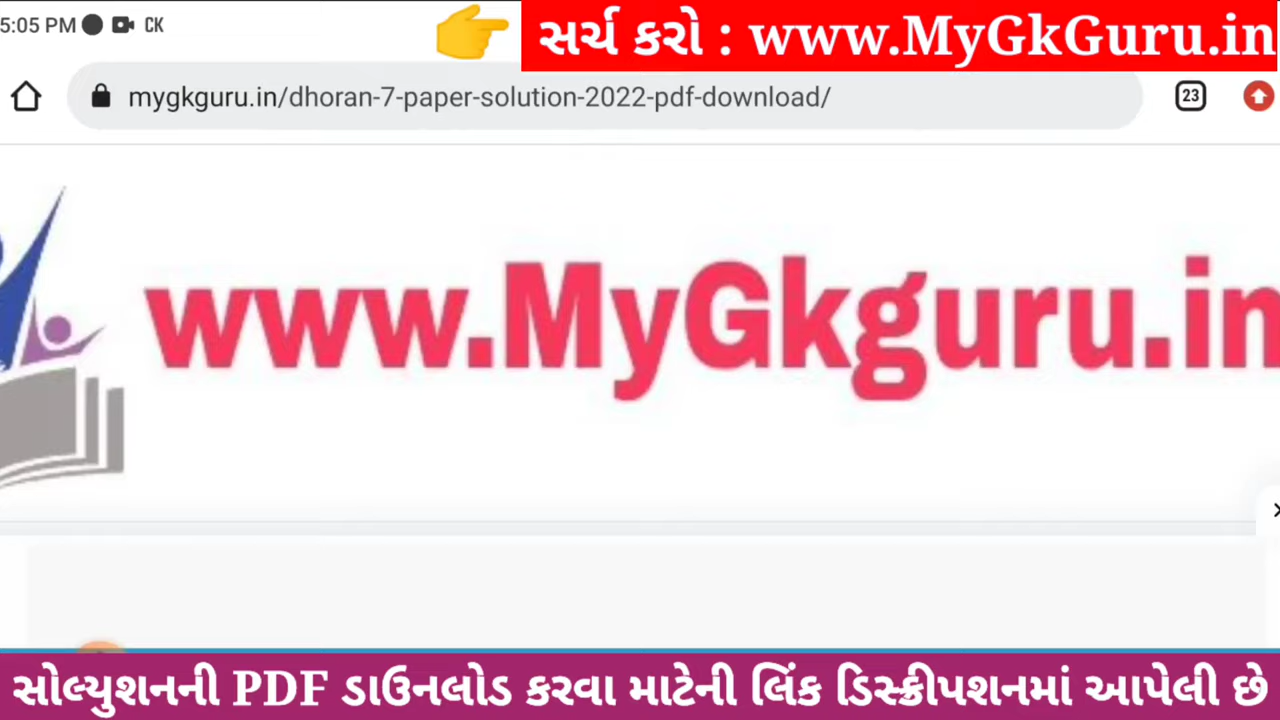 5:05 PM CK
સર્ચ કરો : www.MyGkGuru.in
mygkguru.in/dhoran-7-paper-solution-2022-pdf-download/
23
www.MyGkguru.in
સોલ્યુશનની PDF ડાઉનલોડ કરવા માટેની લિંક ડિસ્ક્રીપશનમાં આપેલી છે